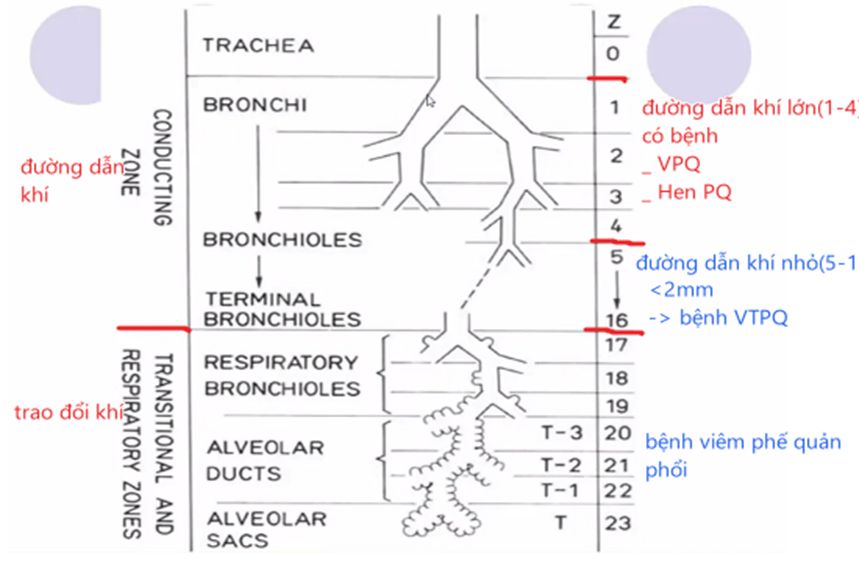 Z
TRACHEA
0
BRONCHI
1
2
3
4
BRONCHIOLES
5
TERMINAL
BRONCHIOLES
16
17
RESPIRATORY
BRONCHIOLES
18
19
ALVEOLAR
DUCTS
T-3 20
T-2 21
T-1 22
ALVEOLAR
SACS
T 23
CONDUCTING
ZONE
TRANSITIONAL AND
RESPIRATORY ZONES
đường dẫn
khí
trao đổi khí
đường dẫn khí lớn(1-4)
có bệnh
_ VPQ
_ Hen PQ
đường dẫn khí nhỏ(5-1
<2mm
-> bệnh VTPQ
bệnh viêm phế quản
phổi